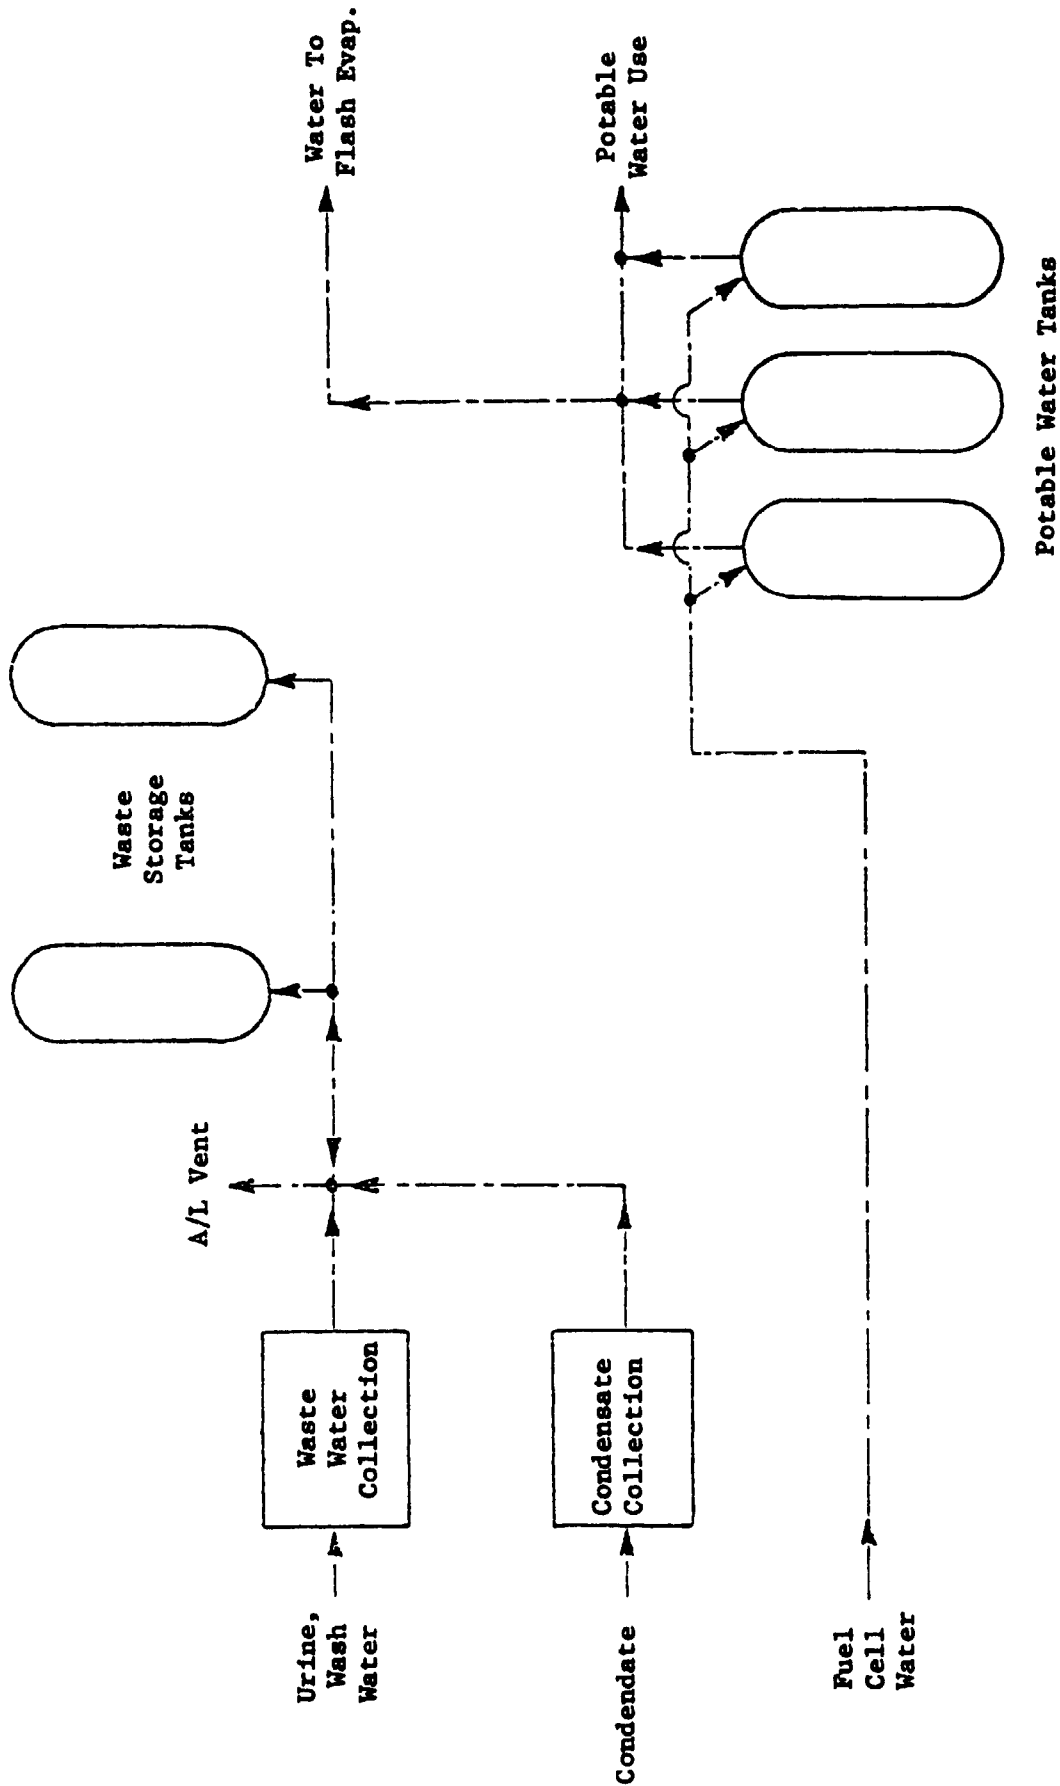 Water To
Flash Evap.
Potable
Water Use
Potable Water Tanks
Waste
Storage
Tanks
A/L Vent
Waste
Water
Collection
Condensate
Collection
Urine,
Wash
Water
Condendate
Fuel
Cell
Water